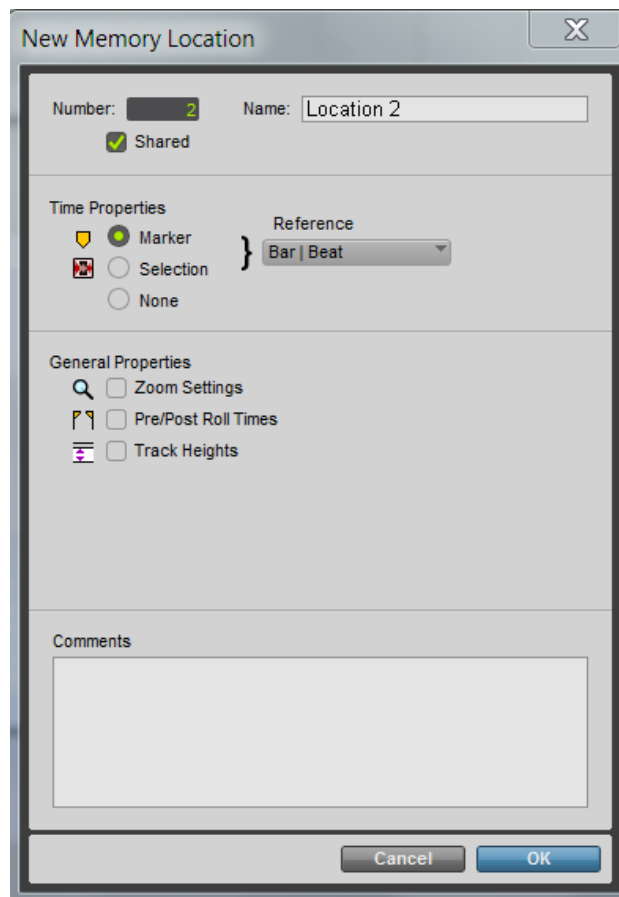 New Memory Location
Number: 2 Name: Location 2
Shared
Time Properties
Reference
Marker
Bar | Beat
Selection
None
General Properties
Zoom Settings
Pre/Post Roll Times
Track Heights
Comments
Cancel OK